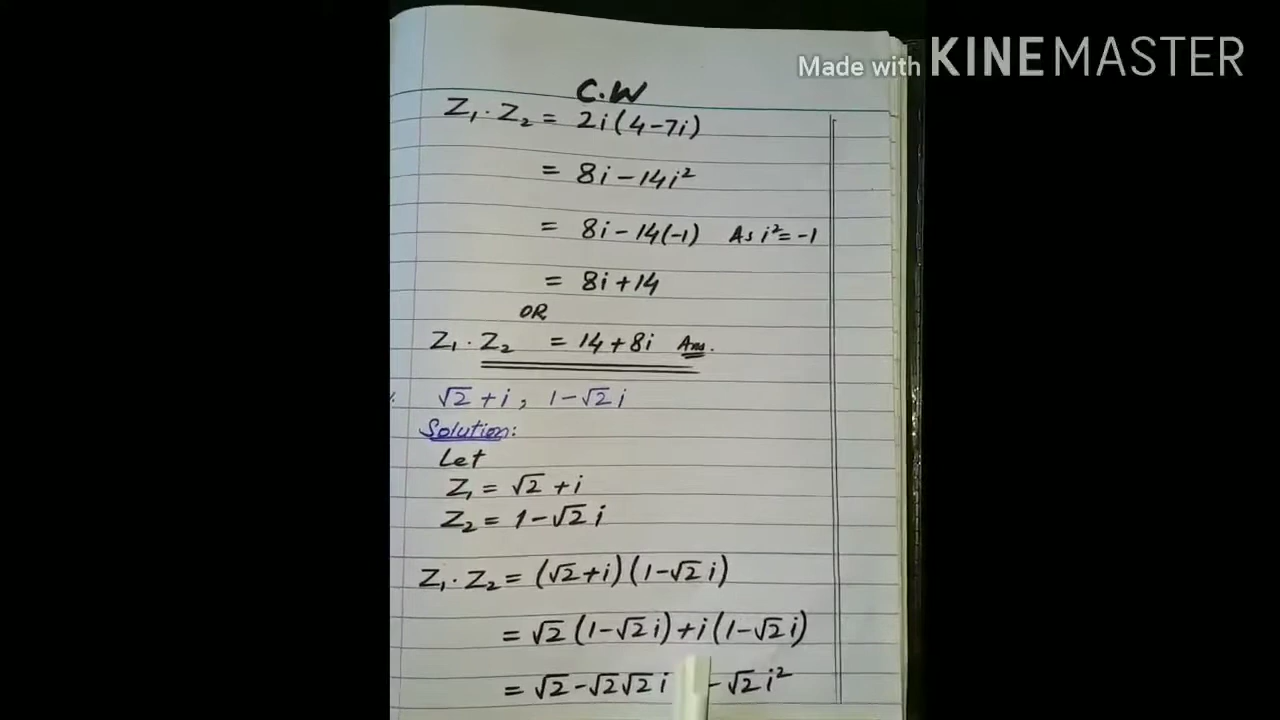 Made with KINEMASTER
C.W
Z₁ · Z₂ = 2i(4-7i)
= 8i - 14i²
= 8i - 14(-1) As i² = -1
= 8i + 14
OR
Z₁ · Z₂ = 14 + 8i Ans.
√2 + i , 1 - √2 i
Solution:
Let
Z₁ = √2 + i
Z₂ = 1 - √2 i
Z₁ · Z₂ = (√2 + i)(1 - √2 i)
= √2 (1 - √2 i) + i (1 - √2 i)
= √2 - √2 √2 i - √2 i²